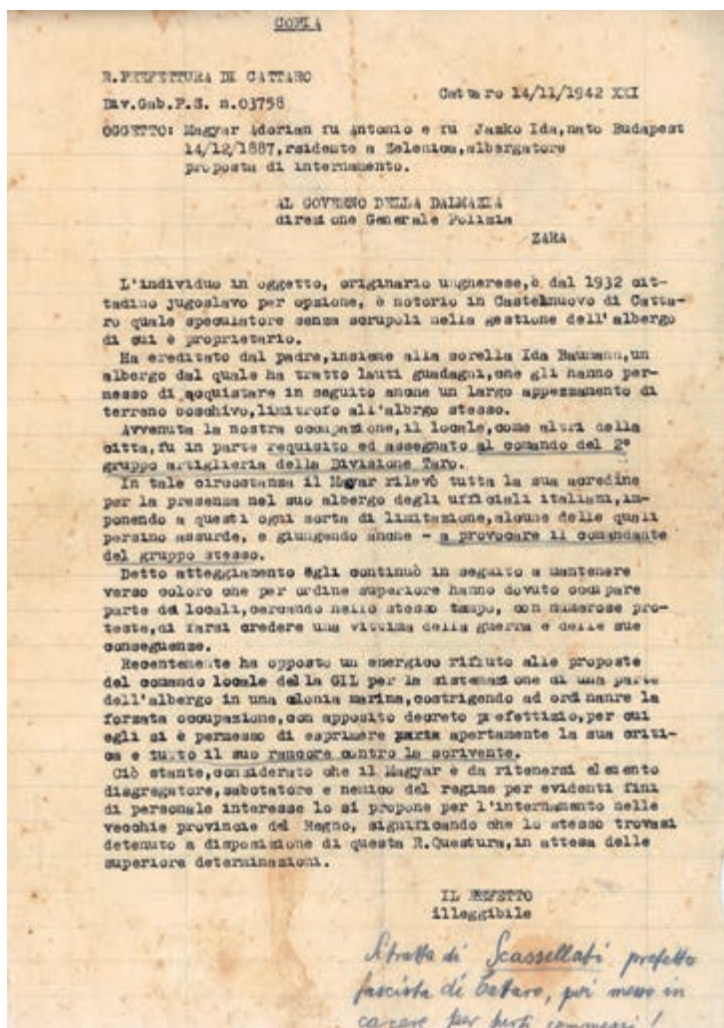 COPIA
R.PREFETTURA DI CATTARO
Cattaro 14/11/1942 XXI
Div.Gab.P.S. n.03758
OGGETTO: Magyar Adorian fu Antonio e fu Janko Ida,nato Budapest
14/12/1887,rsidente a Zelenica,albergatore
proposta di internamento.
AL GOVERNO DELLA DALMAZIA
direzione Generale Polizia
ZARA
L'individuo in oggetto, originario ungherese,è dal 1932 cit-
tadino jugoslavo per opzione, è notorio in Castelnuovo di Catta-
ro quale speculatore senza scrupoli nella gestione dell'albergo
di cui è proprietario.
Ha ereditato dal padre,insieme alla sorella Ida Baumann,un
albergo dal quale ha tratto lauti guadagni,che gli hanno per-
messo di acquistare in seguito anche un largo appezzamento di
terreno boschivo,limitrofo all'albrgo stesso.
Avvenuta la nostra occupazione,il locale,come altri della
citta,fu in parte requisito ed assegnato al comando del 2°
gruppo artiglieria della Divisione Taro.
In tale circostanza il Magyar rilevò tutta la sua acredine
per la presenza nel suo albergo degli ufficiali italiani,im-
ponendo a questi ogni sorta di limitazione,alcune delle quali
persino assurde, e giungendo anche - a provocare il comandante
del gruppo stesso.
Detto atteggiamento egli continuò in seguito a mantenere
verso coloro che per ordine superiore hanno dovuto occupare
parte dei locali,cercando nello stesso tempo, con numerose pro-
teste,di farsi credere una vittima della guerra e delle sue
conseguenze.
Recentemente ha opposto un energico rifiuto alle proposte
del comando locale della GIL per la sistemazione di una parte
dell'albergo in una colonia marina,costrigendo ad ordinanre la
forzata occupazione,con apposito decreto prefettizio,per cui
egli si è permesso di esprimere apertamente la sua criti-
ca e tutto il suo rancore contro lo scrivente.
Ciò stante,considerato che il Magyar è da ritenersi elemento
disgregatore,sabotatore e nemico del regime per evidenti fini
di personale interesse lo si propone per l'internamento nelle
vecchie provincie del Regno, significando che lo stesso trovasi
detenuto a disposizione di questa R.Questura,in attesa delle
superiore determinazioni.
IL PREFETTO
illeggibile
Si tratta di Scassellati prefetto
fascista di Cattaro, poi messo in
carcere per furti commessi!